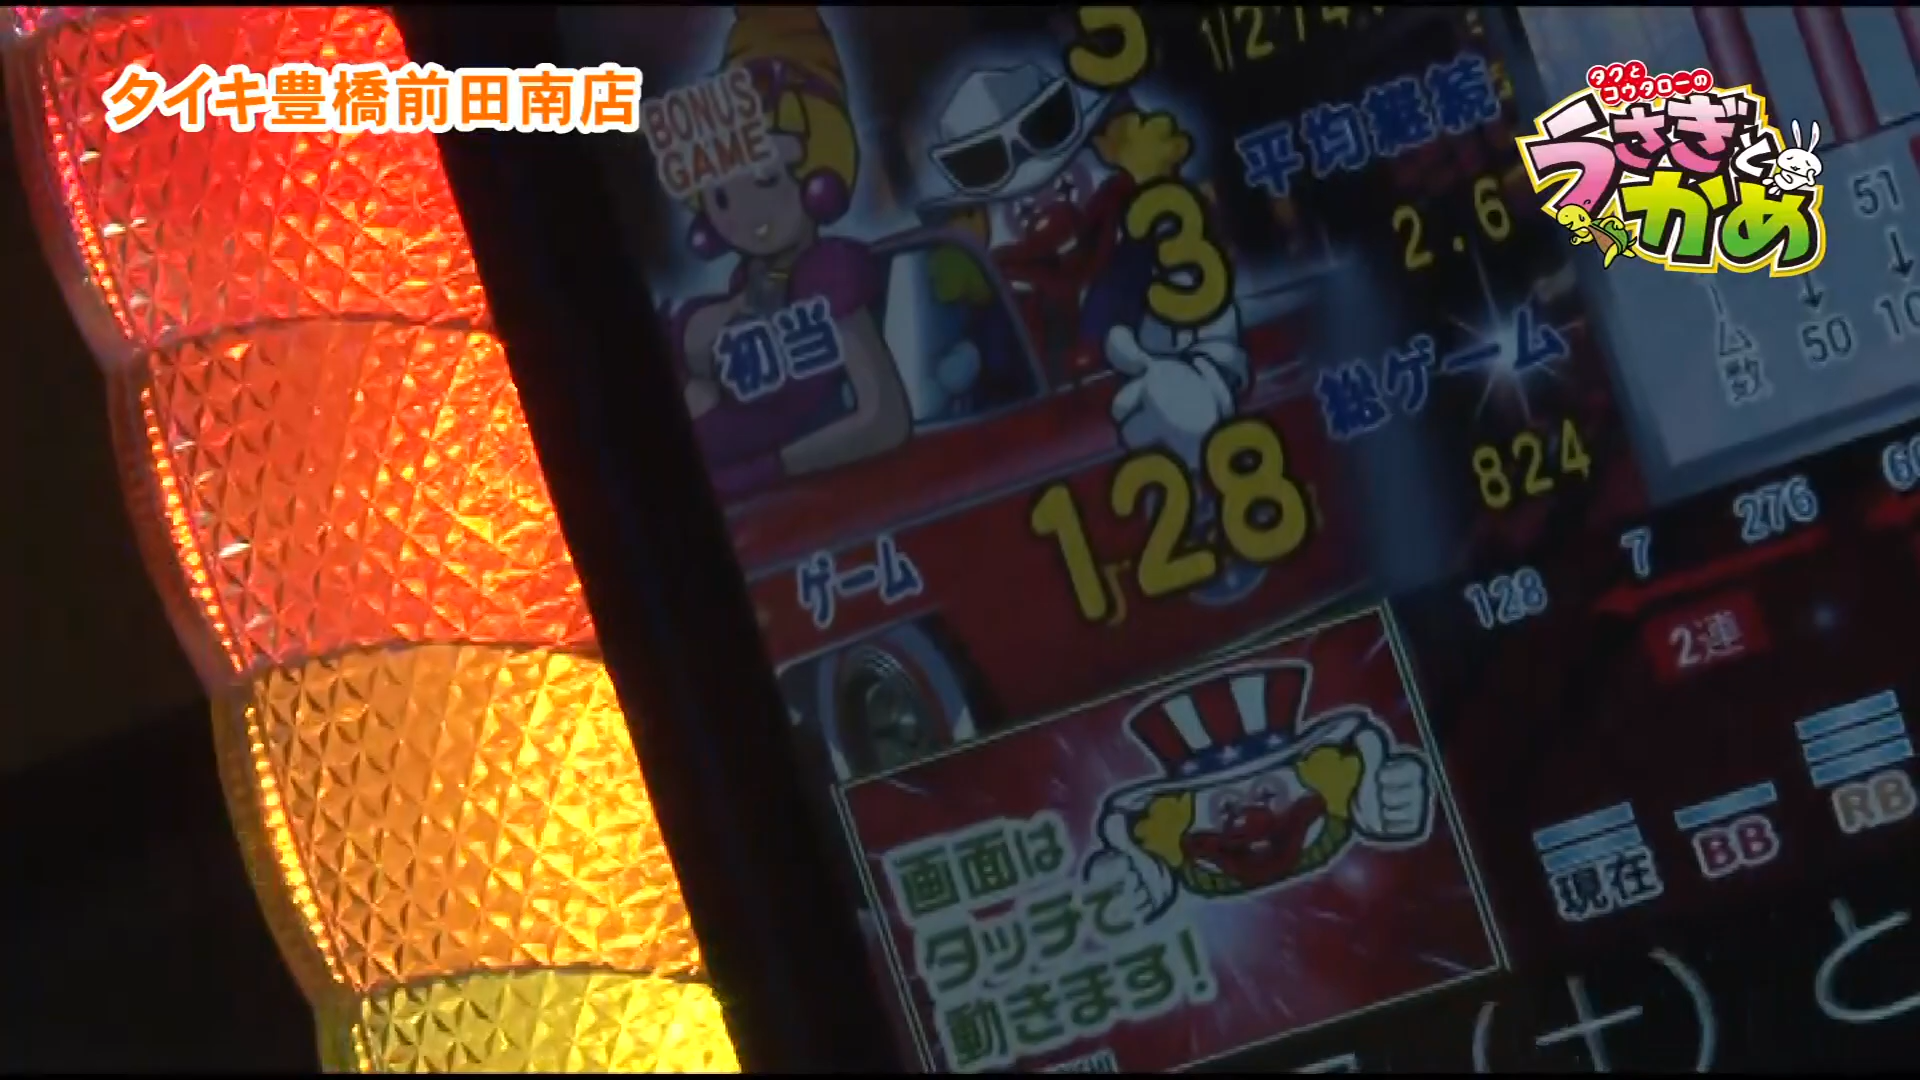 タイキ豊橋前田南店
タクと
コウタローの
うさぎと
かめ
BONUS
GAME
3
平均継続
2.6
51
初当
3
総ゲーム
824
ム
数
50
ゲーム
128
128
7
276
2連
画面は
タッチで
動きます!
現在
BB
RB
(土)と